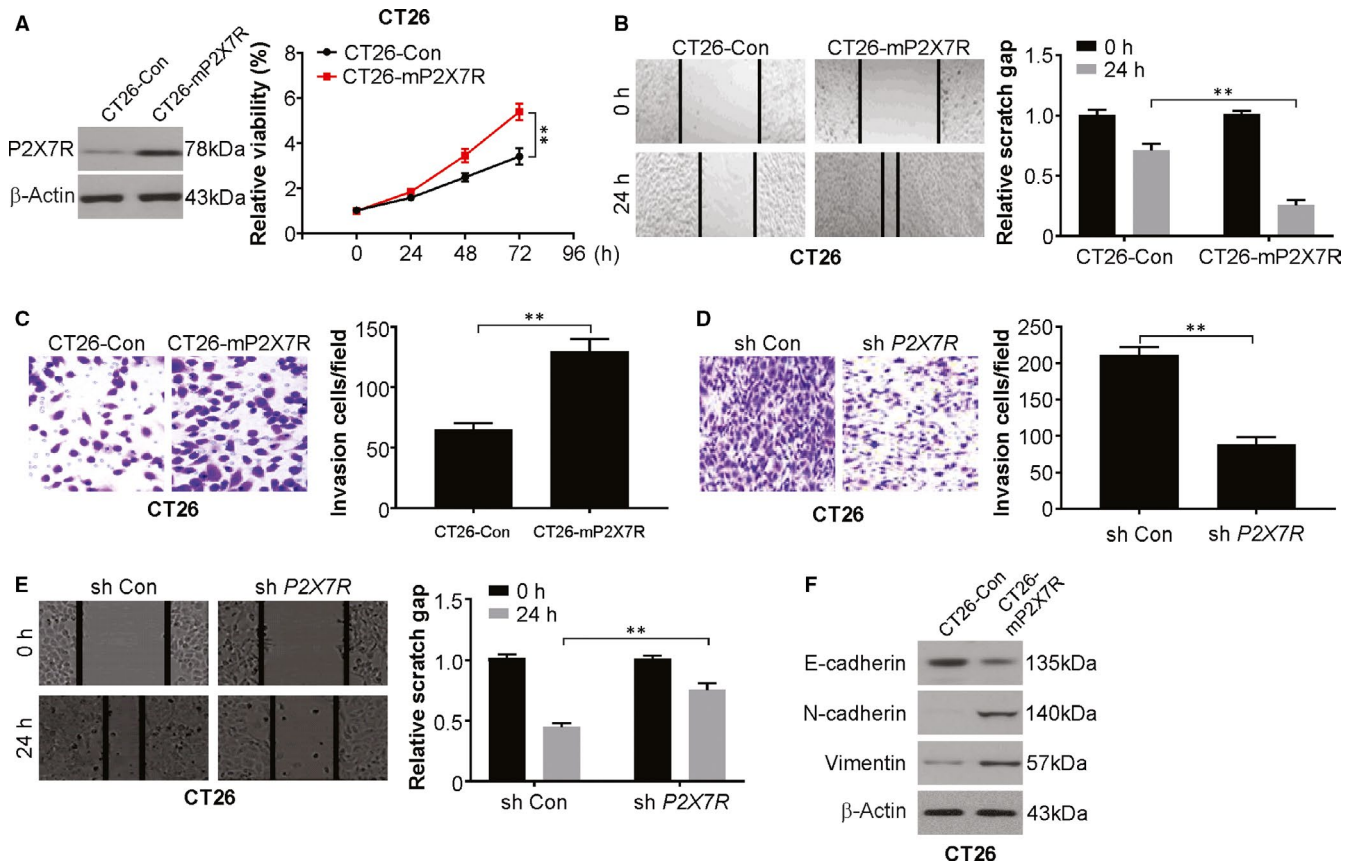 A
CT26-Con
CT26-mP2X7R
P2X7R
78kDa
β-Actin
43kDa
CT26
CT26-Con
CT26-mP2X7R
Relative viability (%)
8
6
4
2
0
0 24 48 72 96 (h)
**
B
CT26-Con CT26-mP2X7R
0 h
24 h
CT26
0 h
24 h
Relative scratch gap
1.5
1.0
0.5
0
**
CT26-Con CT26-mP2X7R
C
CT26-Con CT26-mP2X7R
CT26
Invasion cells/field
150
100
50
0
**
CT26-Con CT26-mP2X7R
D
sh Con sh P2X7R
CT26
Invasion cells/field
250
200
150
100
50
0
**
sh Con sh P2X7R
E
sh Con sh P2X7R
0 h
24 h
CT26
0 h
24 h
Relative scratch gap
1.5
1.0
0.5
0
**
sh Con sh P2X7R
F
CT26-Con
CT26-
mP2X7R
E-cadherin 135kDa
N-cadherin 140kDa
Vimentin 57kDa
β-Actin 43kDa
CT26